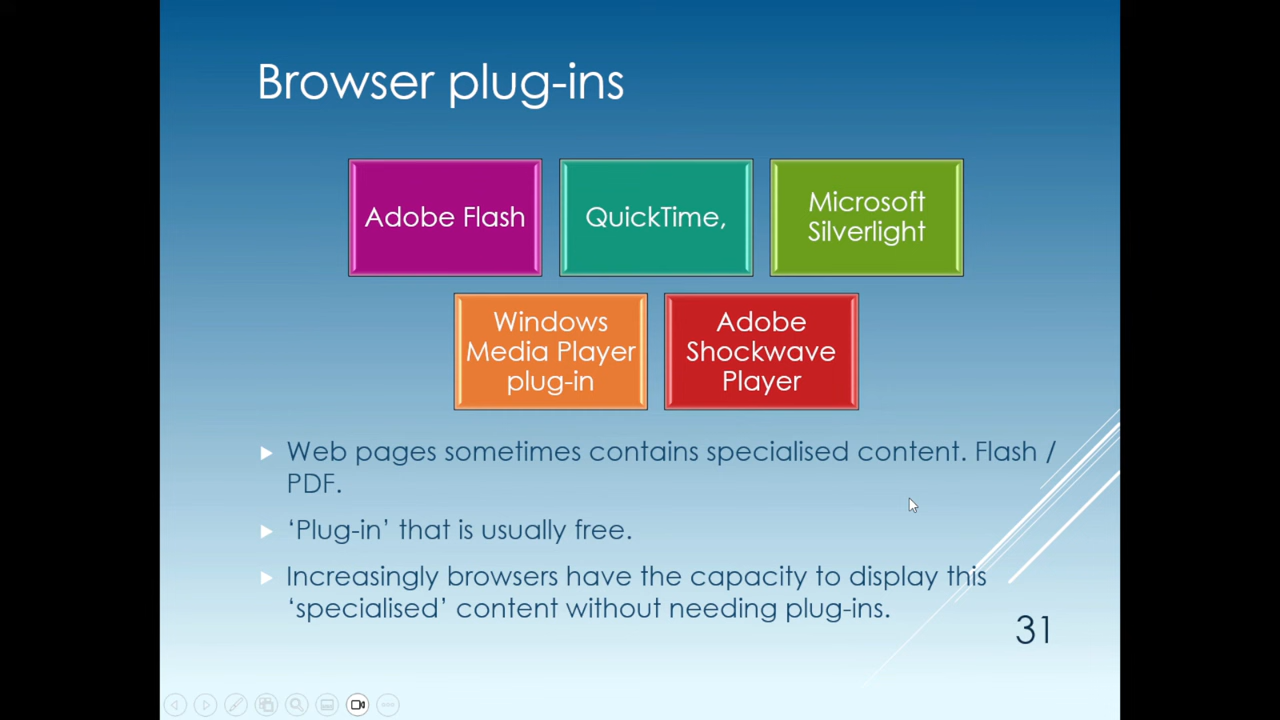 Browser plug-ins
Adobe Flash
QuickTime,
Microsoft
Silverlight
Windows
Media Player
plug-in
Adobe
Shockwave
Player
Web pages sometimes contains specialised content. Flash /
PDF.
‘Plug-in’ that is usually free.
Increasingly browsers have the capacity to display this
‘specialised’ content without needing plug-ins.
31